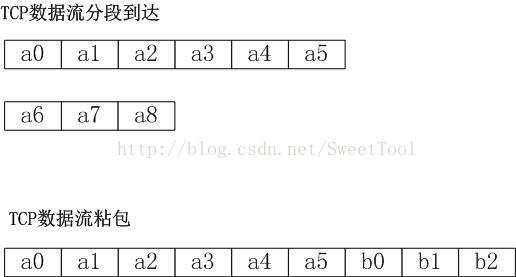 TCP数据流分段到达
a0 a1 a2 a3 a4 a5
a6 a7 a8
http://blog.csdn.net/SweetTool
TCP数据流粘包
a0 a1 a2 a3 a4 a5 b0 b1 b2